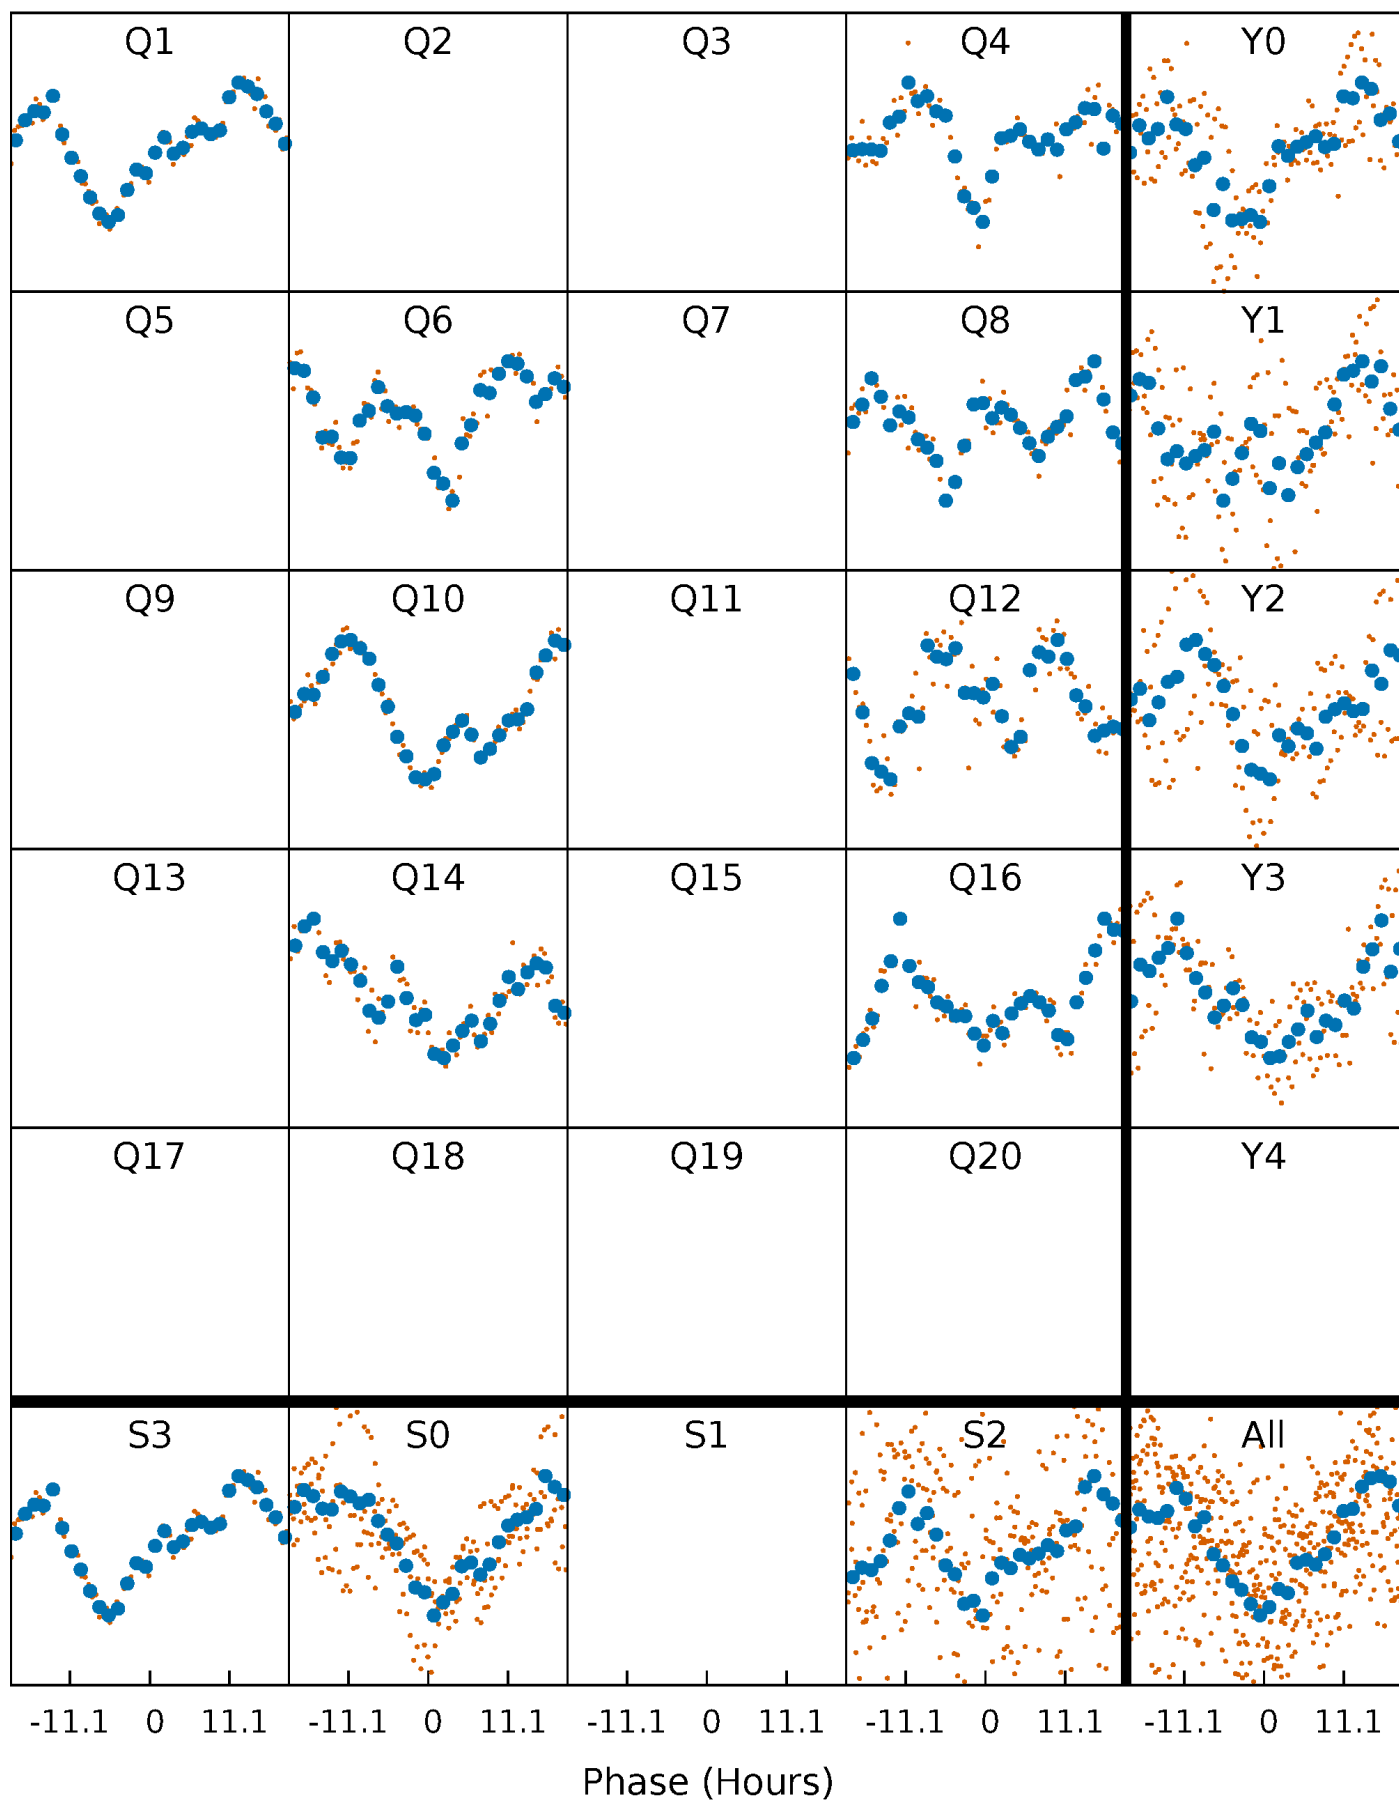 Q1 Q2 Q3 Q4 Y0
Q5 Q6 Q7 Q8 Y1
Q9 Q10 Q11 Q12 Y2
Q13 Q14 Q15 Q16 Y3
Q17 Q18 Q19 Q20 Y4
S3 S0 S1 S2 All
-11.1 0 11.1 -11.1 0 11.1 -11.1 0 11.1 -11.1 0 11.1 -11.1 0 11.1
Phase (Hours)